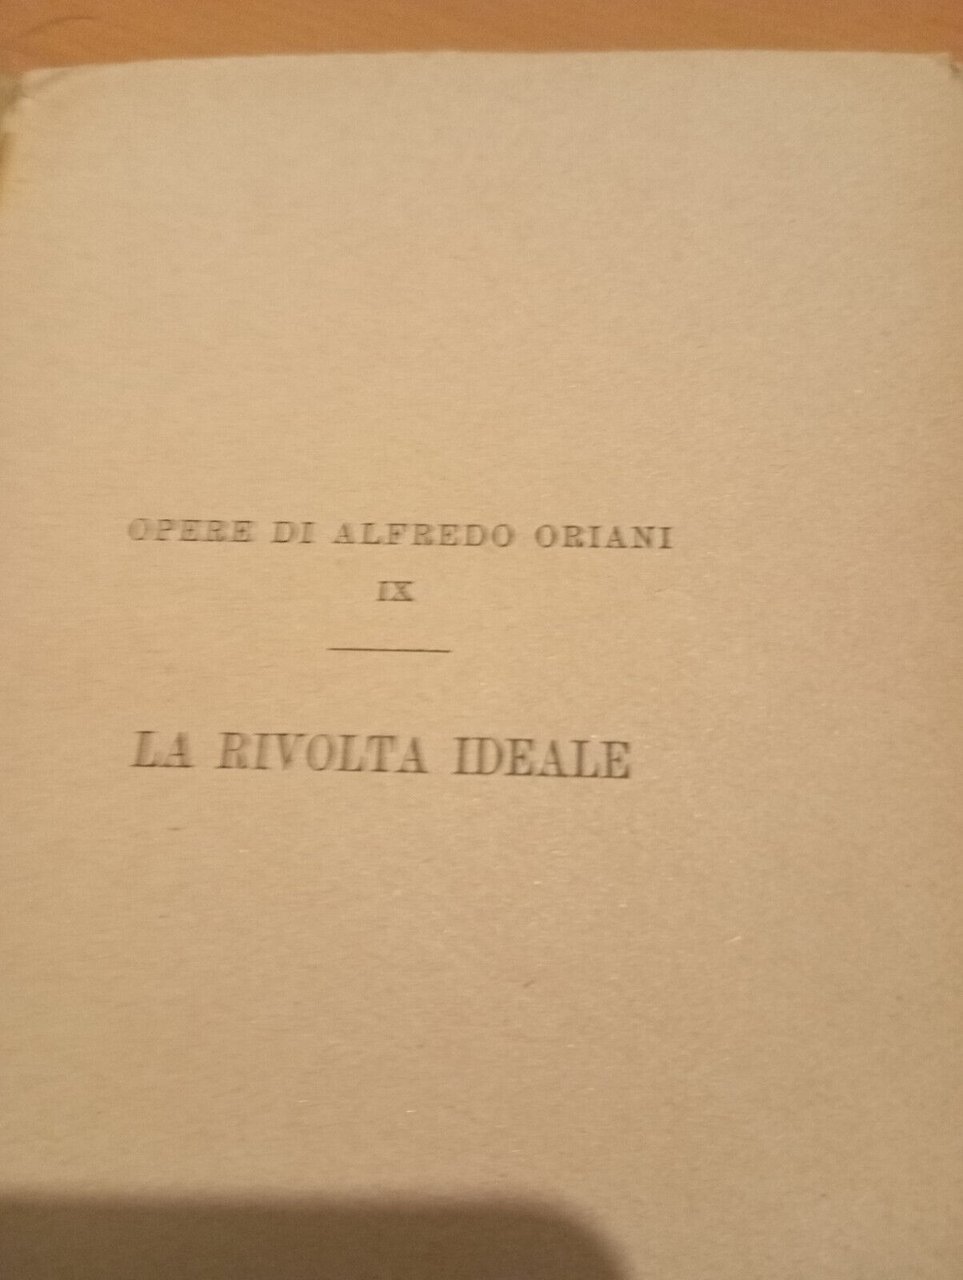 OPERE DI ALFREDO ORIANI
IX
LA RIVOLTA IDEALE